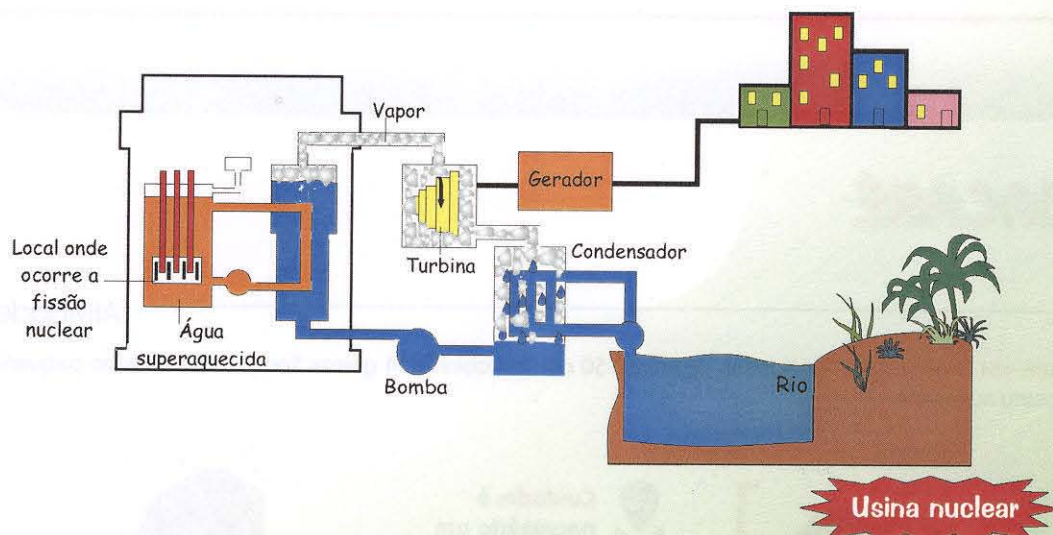 Vapor
Gerador
Turbina
Condensador
Local onde
ocorre a
fissão
nuclear
Água
superaquecida
Bomba
Rio
Usina nuclear